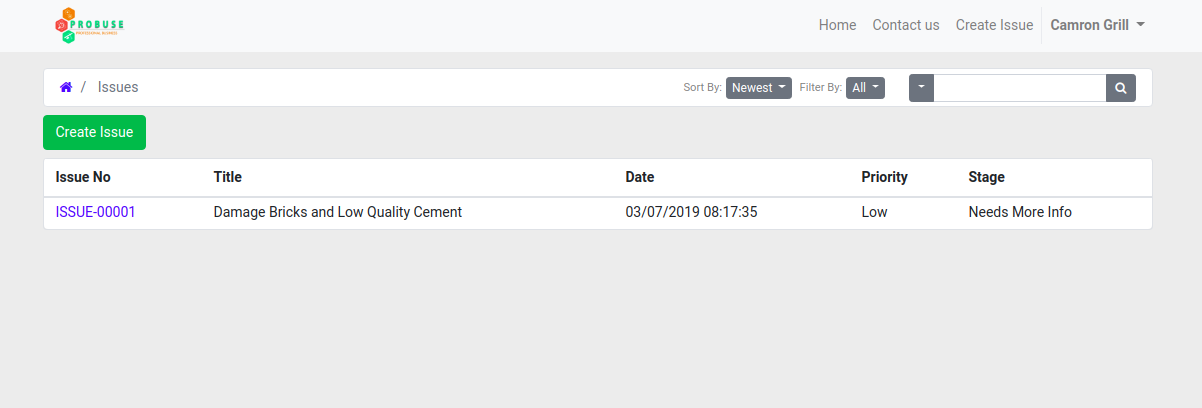 PROBUSE
PROFESSIONAL BUSINESS
Home Contact us Create Issue Camron Grill
/ Issues Sort By: Newest Filter By: All
Create Issue
Issue No Title Date Priority Stage
ISSUE-00001 Damage Bricks and Low Quality Cement 03/07/2019 08:17:35 Low Needs More Info